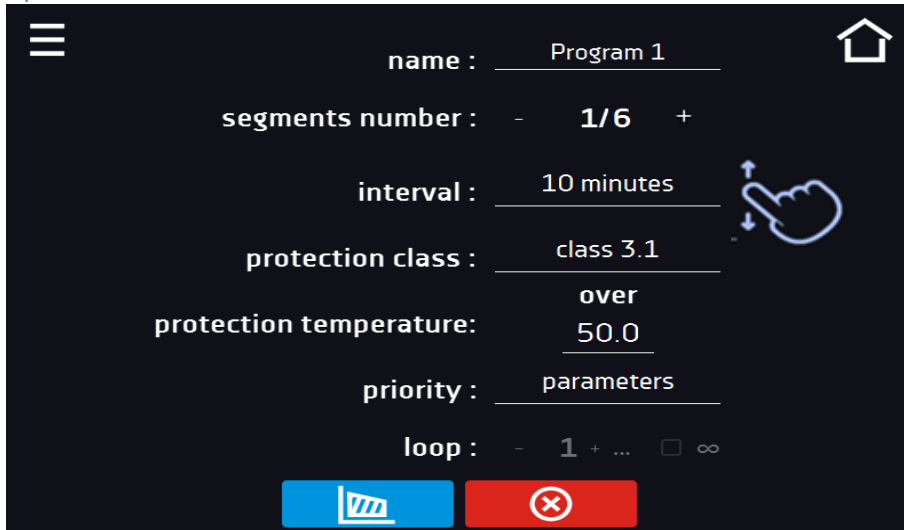 name : Program 1
segments number : - 1/6 +
interval : 10 minutes
protection class : class 3.1
over
protection temperature: 50.0
priority : parameters
loop : - 1 + ... ∞